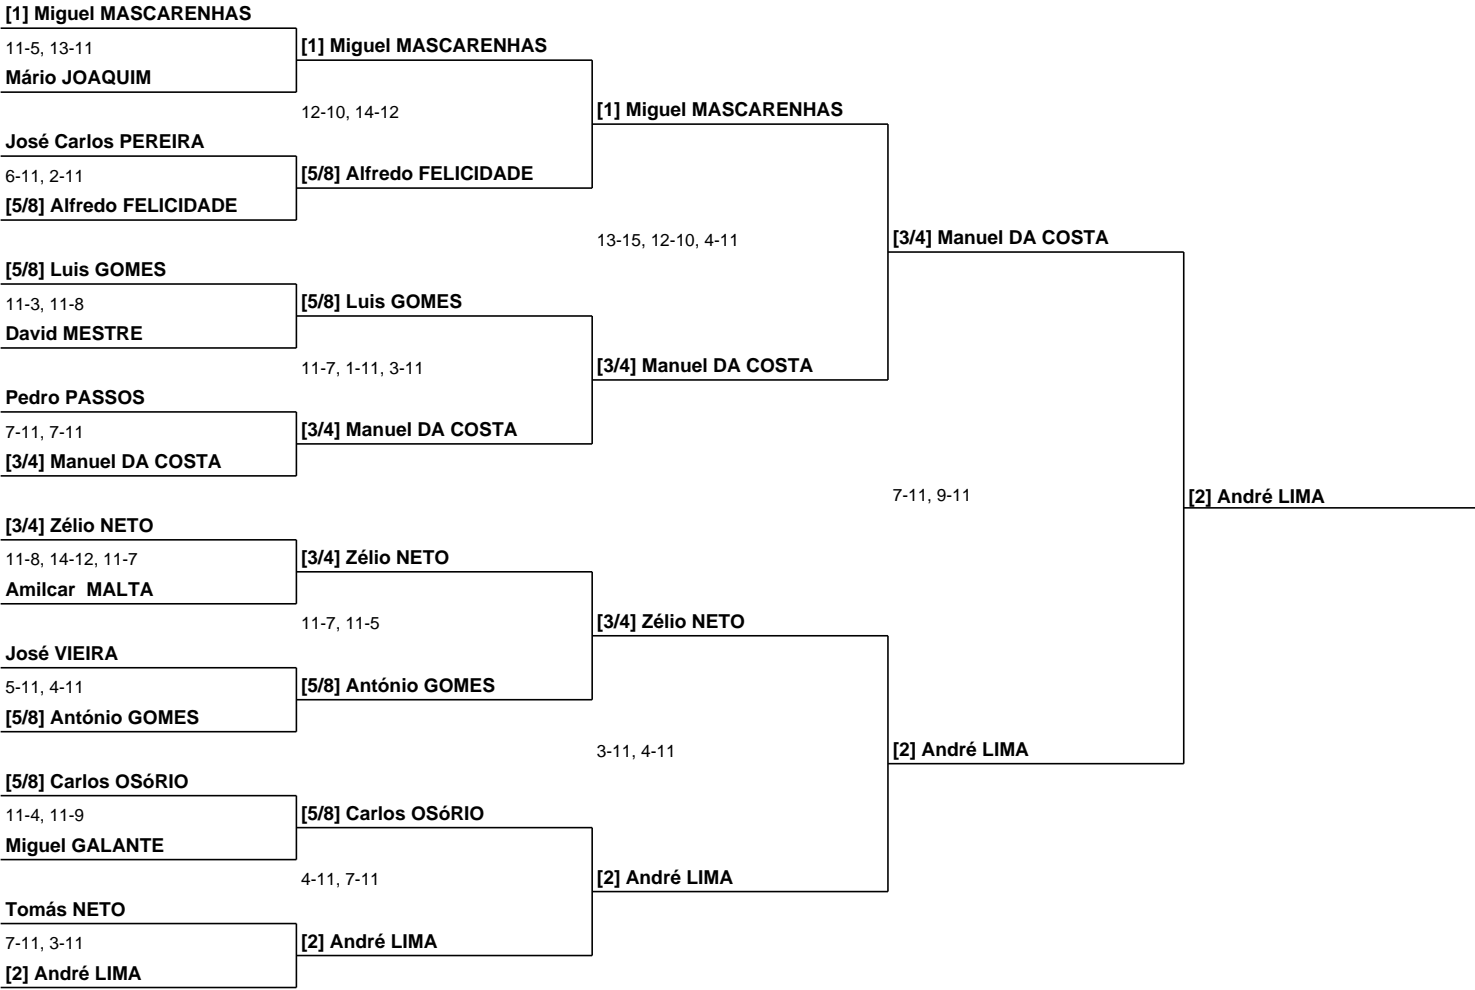 [1] Miguel MASCARENHAS
11-5, 13-11
[1] Miguel MASCARENHAS
Mário JOAQUIM
12-10, 14-12
[1] Miguel MASCARENHAS
José Carlos PEREIRA
6-11, 2-11
[5/8] Alfredo FELICIDADE
[5/8] Alfredo FELICIDADE
13-15, 12-10, 4-11
[3/4] Manuel DA COSTA
[5/8] Luis GOMES
11-3, 11-8
[5/8] Luis GOMES
David MESTRE
11-7, 1-11, 3-11
[3/4] Manuel DA COSTA
Pedro PASSOS
7-11, 7-11
[3/4] Manuel DA COSTA
[3/4] Manuel DA COSTA
7-11, 9-11
[2] André LIMA
[3/4] Zélio NETO
11-8, 14-12, 11-7
[3/4] Zélio NETO
Amilcar  MALTA
11-7, 11-5
[3/4] Zélio NETO
José VIEIRA
5-11, 4-11
[5/8] António GOMES
[5/8] António GOMES
3-11, 4-11
[2] André LIMA
[5/8] Carlos OSóRIO
11-4, 11-9
[5/8] Carlos OSóRIO
Miguel GALANTE
4-11, 7-11
[2] André LIMA
Tomás NETO
7-11, 3-11
[2] André LIMA
[2] André LIMA